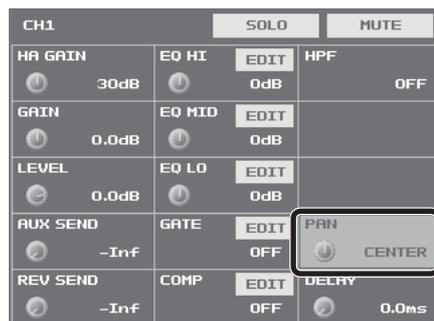 CH1 SOLO MUTE
HA GAIN EQ HI EDIT HPF
30dB 0dB OFF
GAIN EQ MID EDIT
0.0dB 0dB
LEVEL EQ LO EDIT
0.0dB 0dB
AUX SEND GATE EDIT PAN
-Inf OFF CENTER
REV SEND COMP EDIT DELAY
-Inf OFF 0.0ms